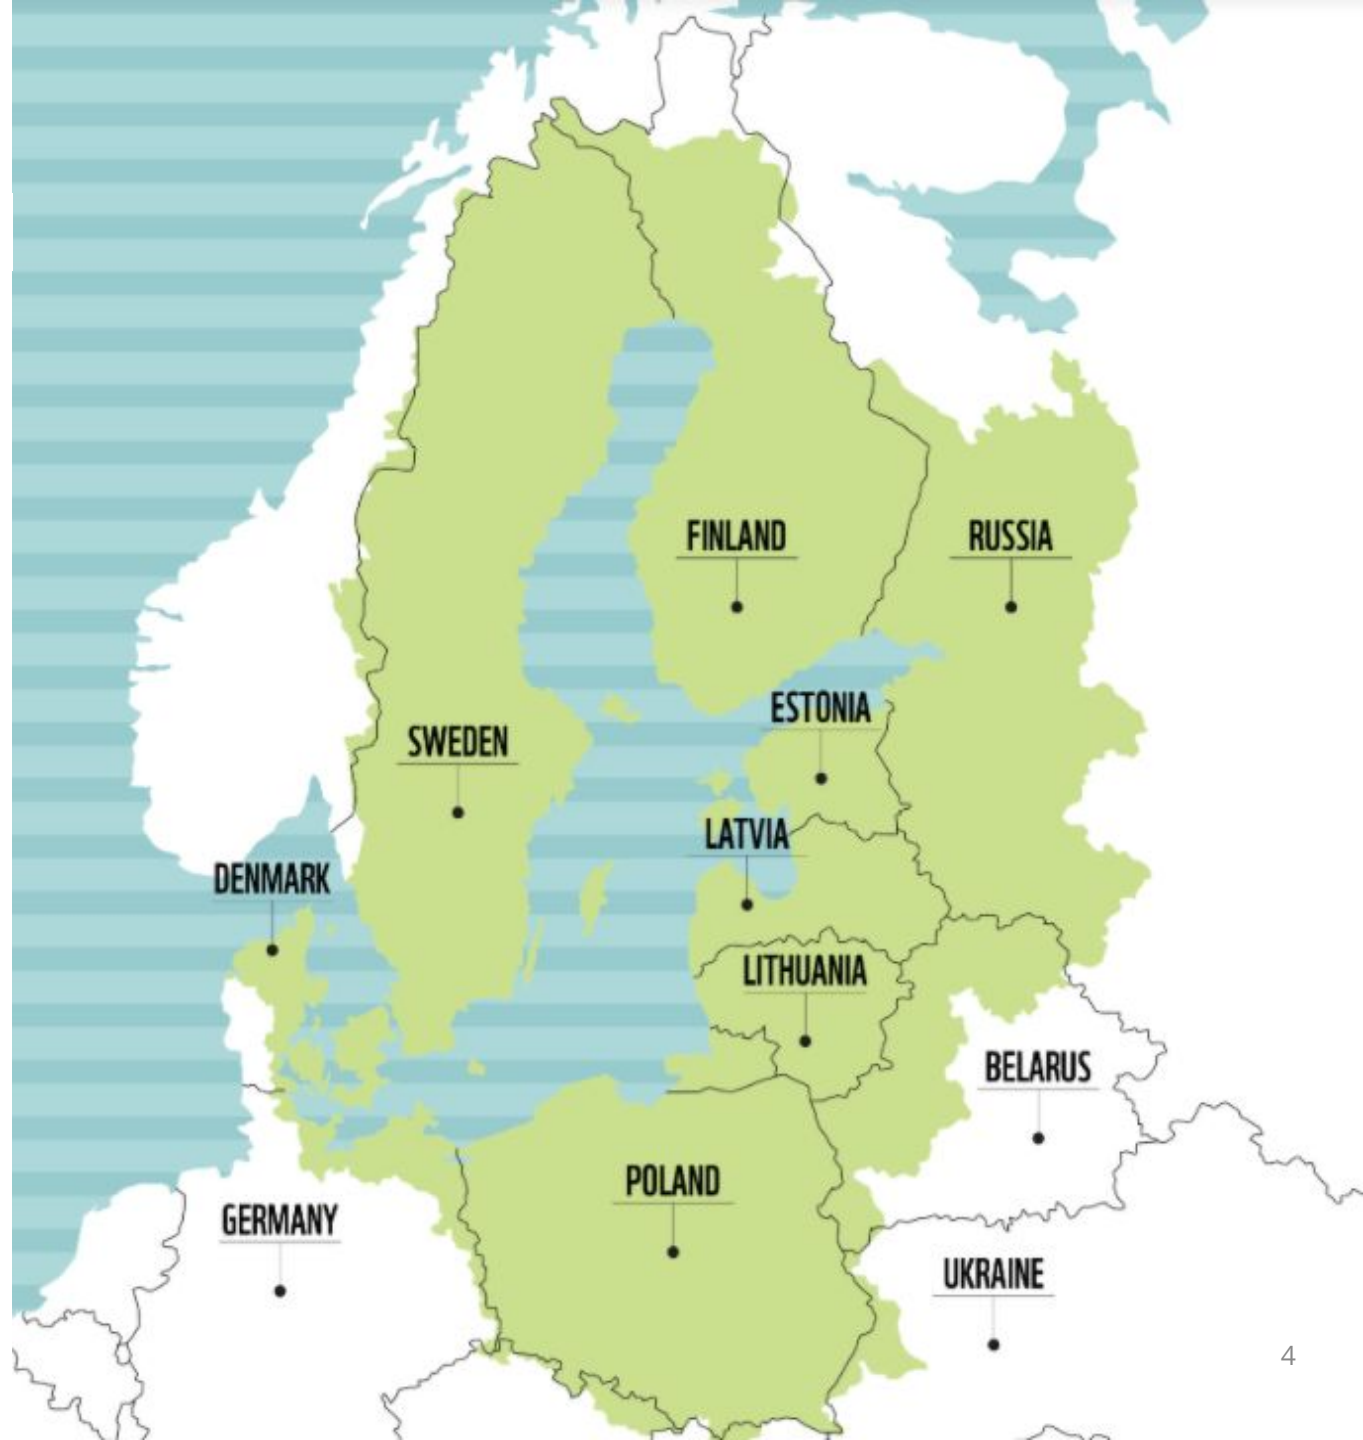 FINLAND
RUSSIA
ESTONIA
SWEDEN
LATVIA
DENMARK
LITHUANIA
BELARUS
POLAND
GERMANY
UKRAINE
4